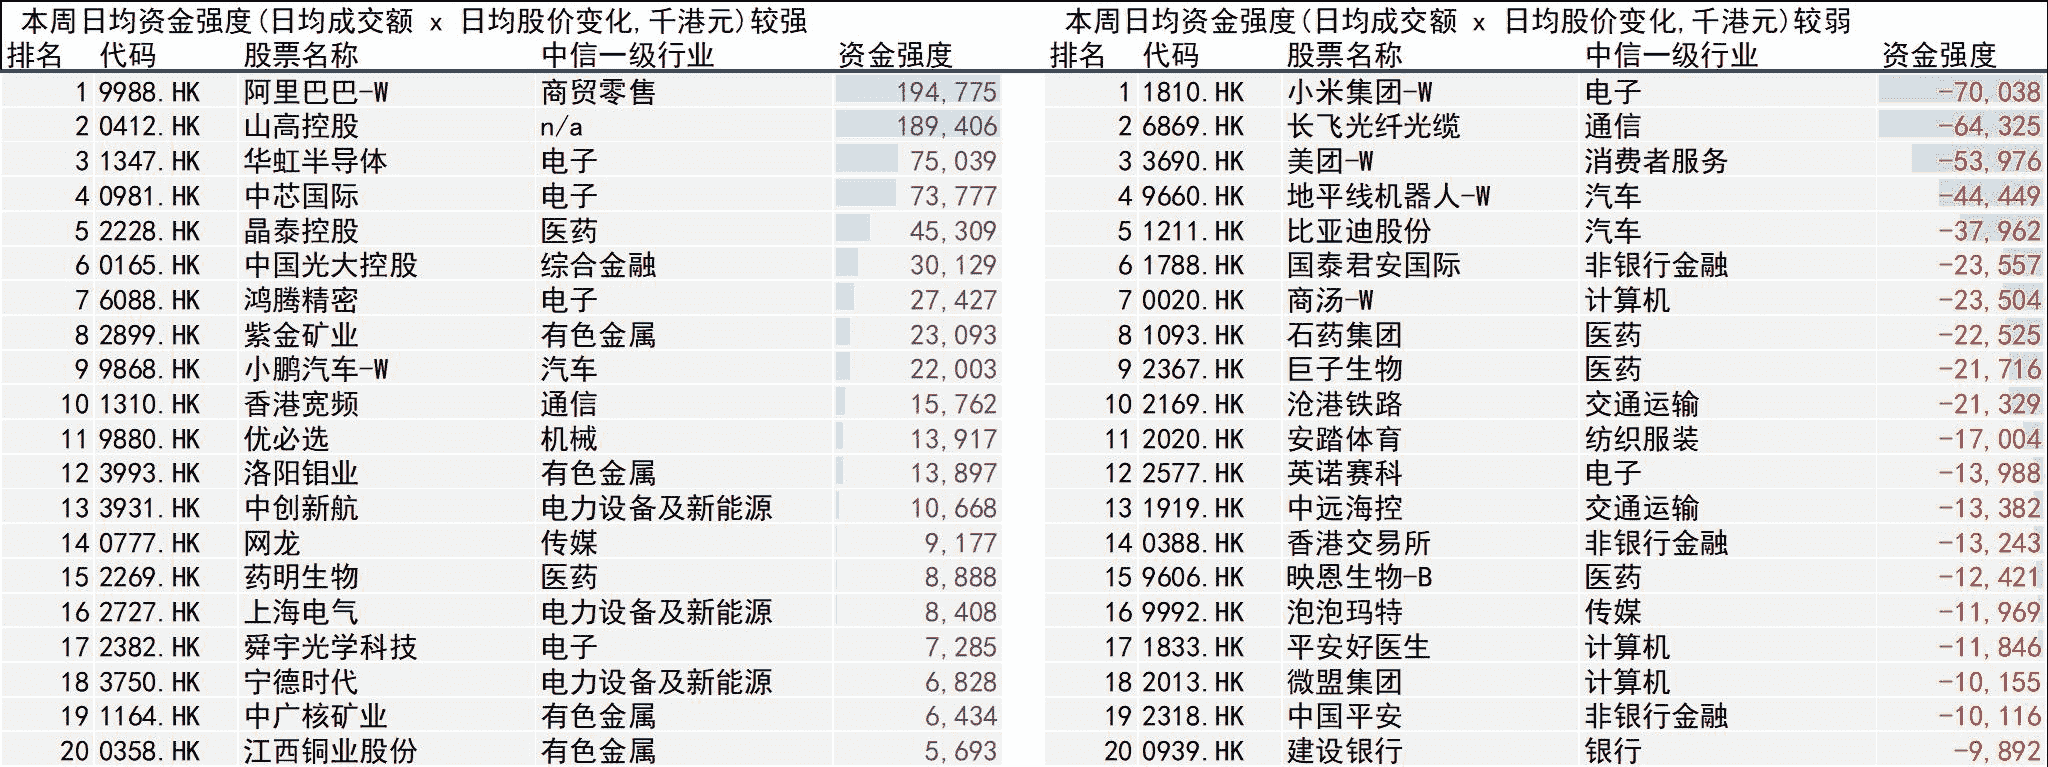 本周日均资金强度(日均成交额 x 日均股价变化,千港元)较强
排名 代码 股票名称 中信一级行业 资金强度
1 9988.HK 阿里巴巴-W 商贸零售 194,775
2 0412.HK 山高控股 n/a 189,406
3 1347.HK 华虹半导体 电子 75,039
4 0981.HK 中芯国际 电子 73,777
5 2228.HK 晶泰控股 医药 45,309
6 0165.HK 中国光大控股 综合金融 30,129
7 6088.HK 鸿腾精密 电子 27,427
8 2899.HK 紫金矿业 有色金属 23,093
9 9868.HK 小鹏汽车-W 汽车 22,003
10 1310.HK 香港宽频 通信 15,762
11 9880.HK 优必选 机械 13,917
12 3993.HK 洛阳钼业 有色金属 13,897
13 3931.HK 中创新航 电力设备及新能源 10,668
14 0777.HK 网龙 传媒 9,177
15 2269.HK 药明生物 医药 8,888
16 2727.HK 上海电气 电力设备及新能源 8,408
17 2382.HK 舜宇光学科技 电子 7,285
18 3750.HK 宁德时代 电力设备及新能源 6,828
19 1164.HK 中广核矿业 有色金属 6,434
20 0358.HK 江西铜业股份 有色金属 5,693
本周日均资金强度(日均成交额 x 日均股价变化,千港元)较弱
排名 代码 股票名称 中信一级行业 资金强度
1 1810.HK 小米集团-W 电子 -70,038
2 6869.HK 长飞光纤光缆 通信 -64,325
3 3690.HK 美团-W 消费者服务 -53,976
4 9660.HK 地平线机器人-W 汽车 -44,449
5 1211.HK 比亚迪股份 汽车 -37,962
6 1788.HK 国泰君安国际 非银行金融 -23,557
7 0020.HK 商汤-W 计算机 -23,504
8 1093.HK 石药集团 医药 -22,525
9 2367.HK 巨子生物 医药 -21,716
10 2169.HK 沧港铁路 交通运输 -21,329
11 2020.HK 安踏体育 纺织服装 -17,004
12 2577.HK 英诺赛科 电子 -13,988
13 1919.HK 中远海控 交通运输 -13,382
14 0388.HK 香港交易所 非银行金融 -13,243
15 9606.HK 映恩生物-B 医药 -12,421
16 9992.HK 泡泡玛特 传媒 -11,969
17 1833.HK 平安好医生 计算机 -11,846
18 2013.HK 微盟集团 计算机 -10,155
19 2318.HK 中国平安 非银行金融 -10,116
20 0939.HK 建设银行 银行 -9,892